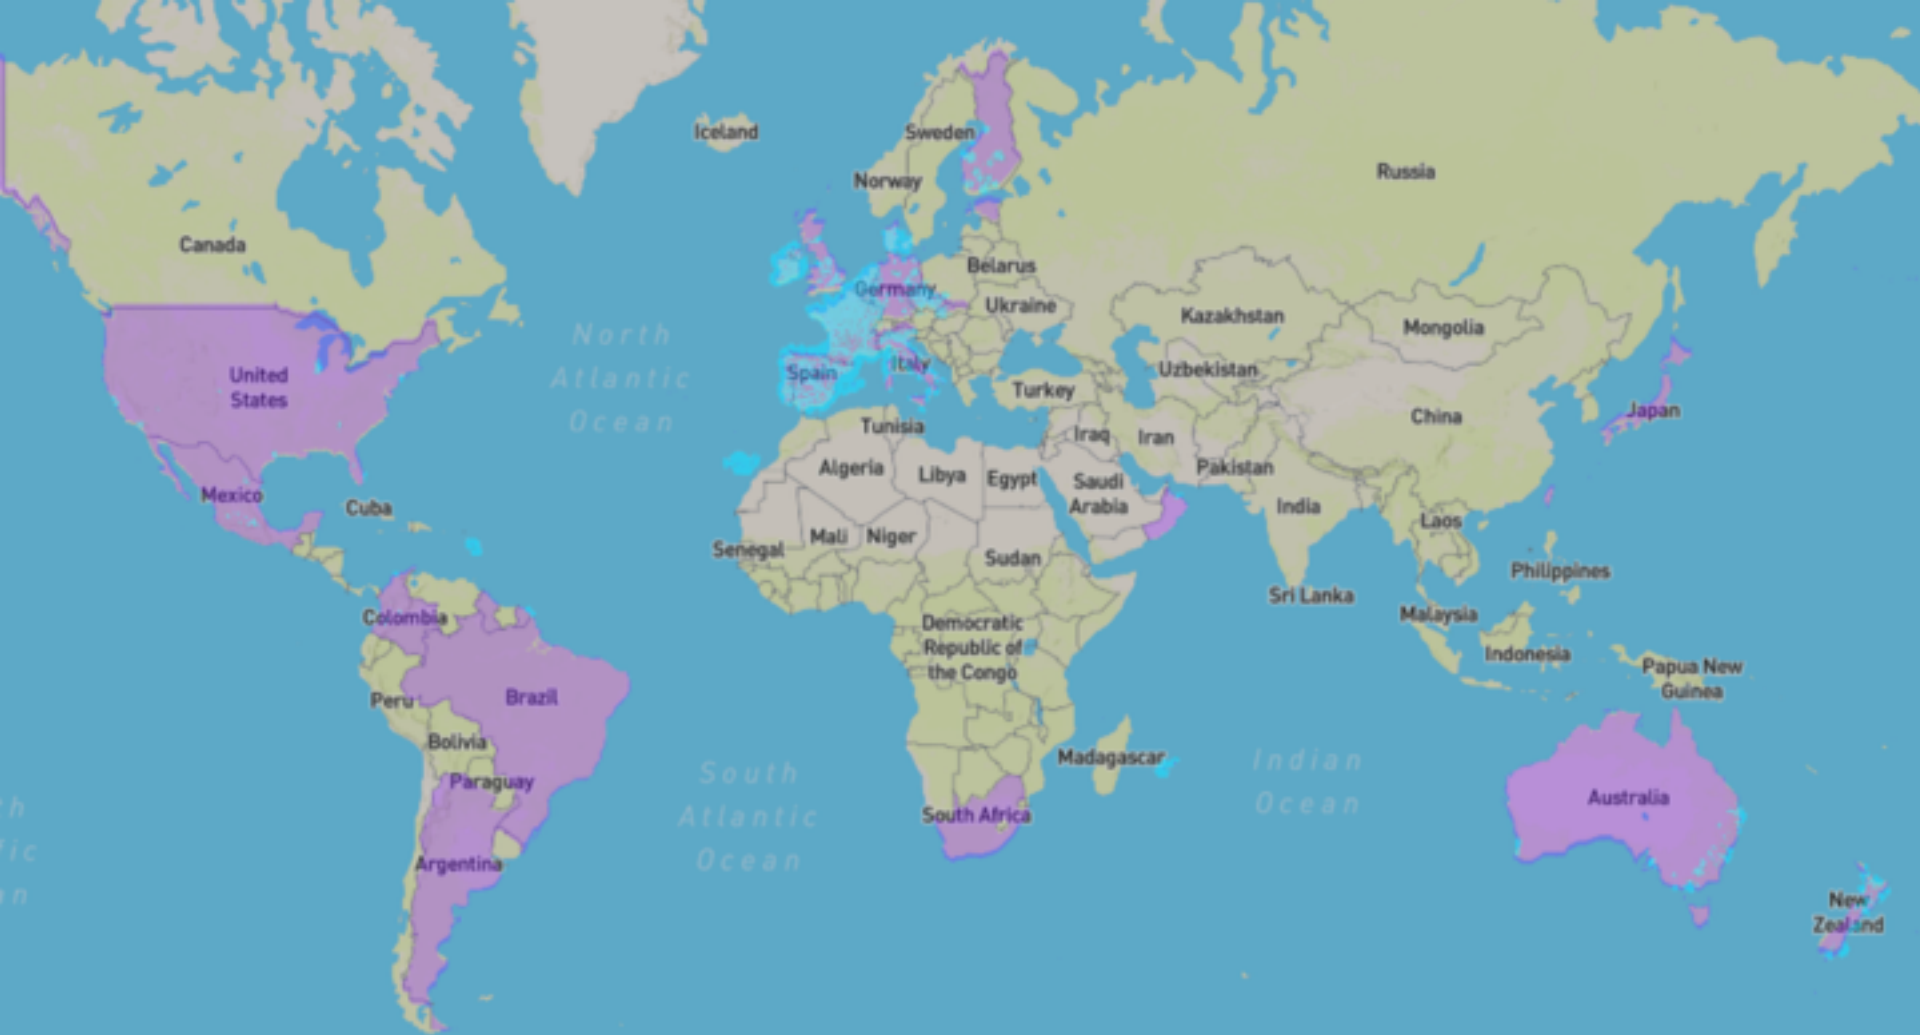 Iceland
Sweden
Norway
Russia
Canada
Belarus
Germany
Ukraine
Kazakhstan
Mongolia
North
Atlantic
Ocean
Italy
Spain
Uzbekistan
United
States
Turkey
Japan
China
Tunisia
Iraq
Iran
Algeria
Libya
Egypt
Pakistan
Saudi
Arabia
Mexico
Cuba
India
Laos
Mali
Niger
Senegal
Sudan
Philippines
Sri Lanka
Malaysia
Colombia
Democratic
Republic of
the Congo
Indonesia
Papua New
Guinea
Peru
Brazil
Bolivia
Madagascar
Indian
Ocean
South
Atlantic
Ocean
Paraguay
Australia
South Africa
Argentina
New
Zealand